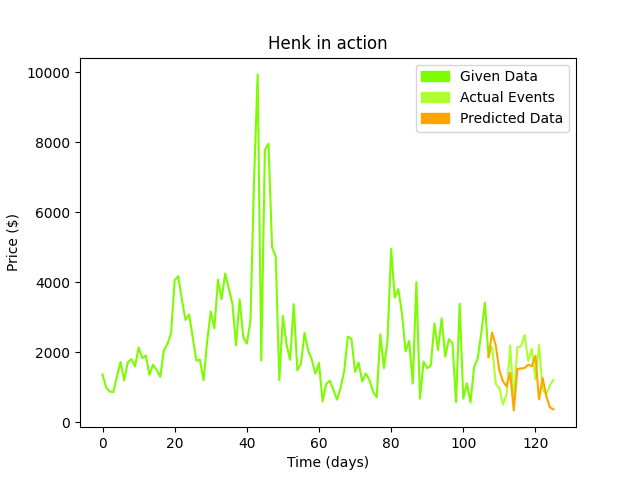 Henk in action
Given Data
Actual Events
Predicted Data
Price ($)
10000
8000
6000
4000
2000
0
0 20 40 60 80 100 120
Time (days)